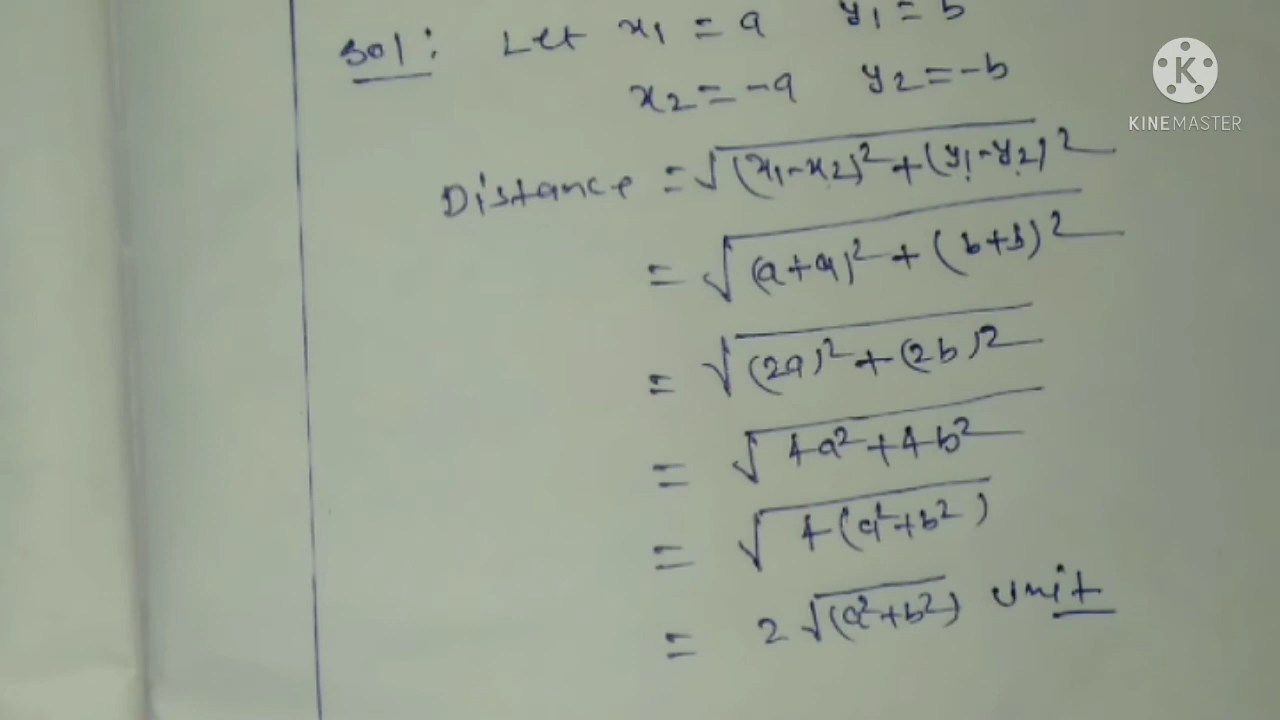 Sol: Let x1 = a y1 = b
x2 = -a y2 = -b
Distance = √(x1-x2)² + (y1-y2)²
= √(a+a)² + (b+b)²
= √(2a)² + (2b)²
= √4a² + 4b²
= √4(a²+b²)
= 2√(a²+b²) unit
K
KINEMASTER